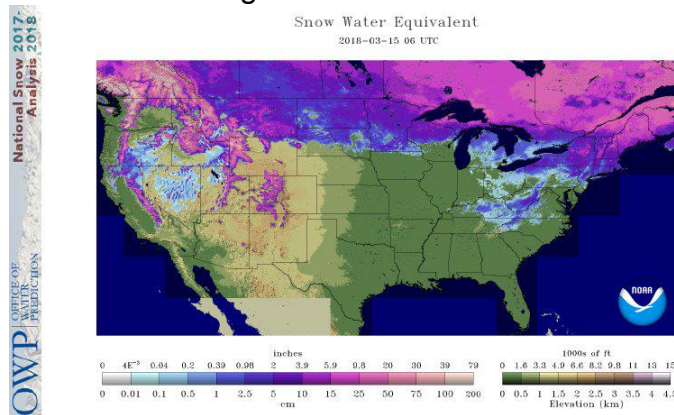 National Snow 2017-
Analysis 2018
OWP
OFFICE OF
WATER
PREDICTION
Snow Water Equivalent
2018-03-15 06 UTC
NOAA
inches
0 4E-3 0.04 0.2 0.39 0.98 2 3.9 5.9 9.8 20 30 39 79
0 0.01 0.1 0.5 1 2.5 5 10 15 25 50 75 100 200
cm
1000s of ft
0 1.6 3.3 4.9 6.6 8.2 9.8 11 13 15
0 0.5 1 1.5 2 2.5 3 3.5 4 4.5
Elevation (km)